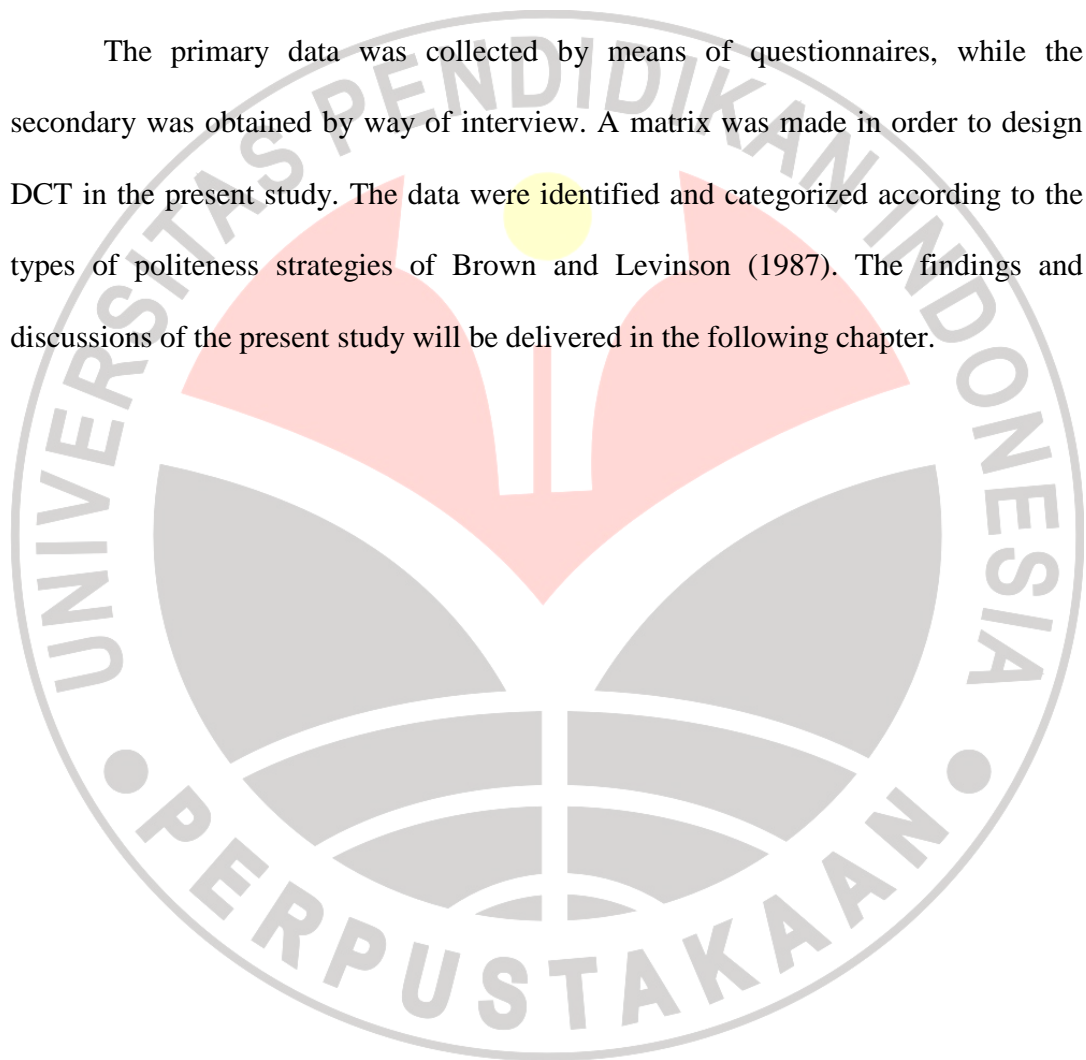 The primary data was collected by means of questionnaires, while the
secondary was obtained by way of interview. A matrix was made in order to design
DCT in the present study. The data were identified and categorized according to the
types of politeness strategies of Brown and Levinson (1987). The findings and
discussions of the present study will be delivered in the following chapter.
UNIVERSITAS PENDIDIKAN INDONESIA
PERPUSTAKAAN